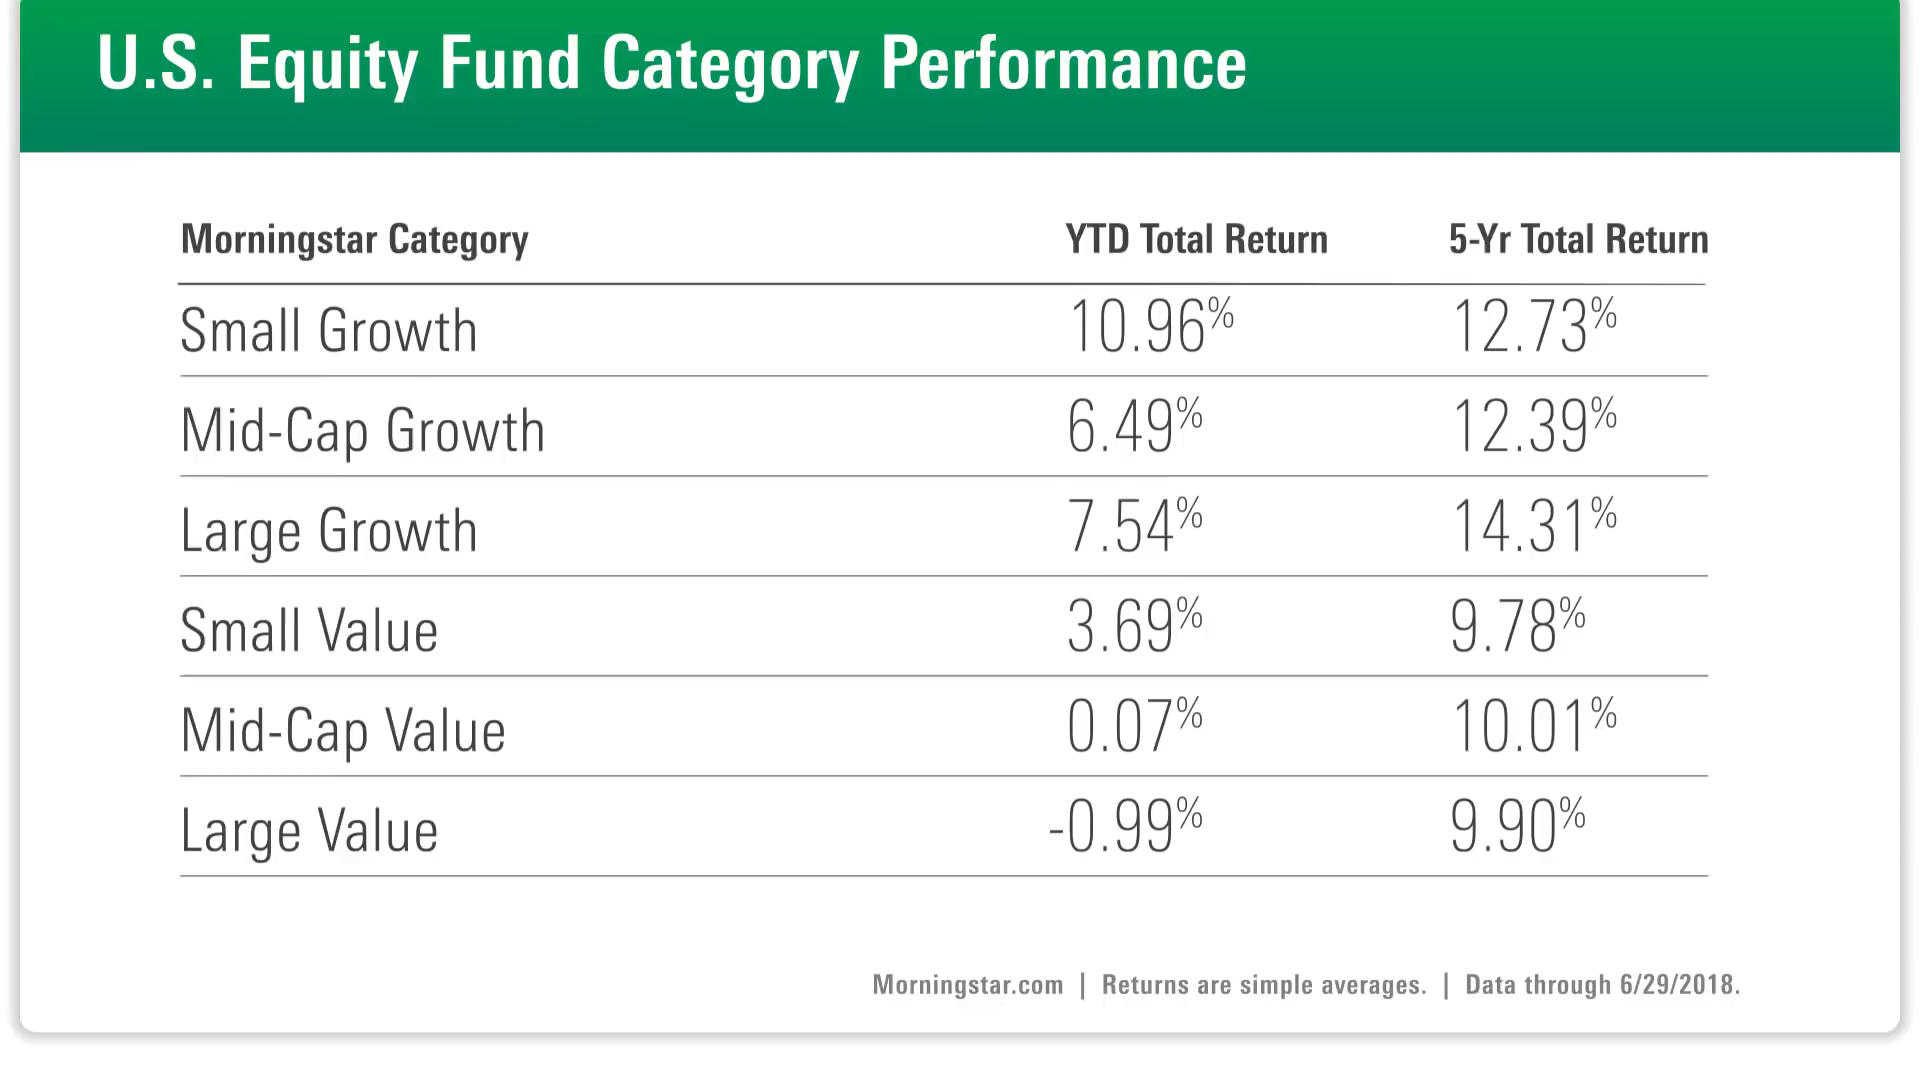 U.S. Equity Fund Category Performance
Morningstar Category YTD Total Return 5-Yr Total Return
Small Growth 10.96% 12.73%
Mid-Cap Growth 6.49% 12.39%
Large Growth 7.54% 14.31%
Small Value 3.69% 9.78%
Mid-Cap Value 0.07% 10.01%
Large Value -0.99% 9.90%
Morningstar.com | Returns are simple averages. | Data through 6/29/2018.